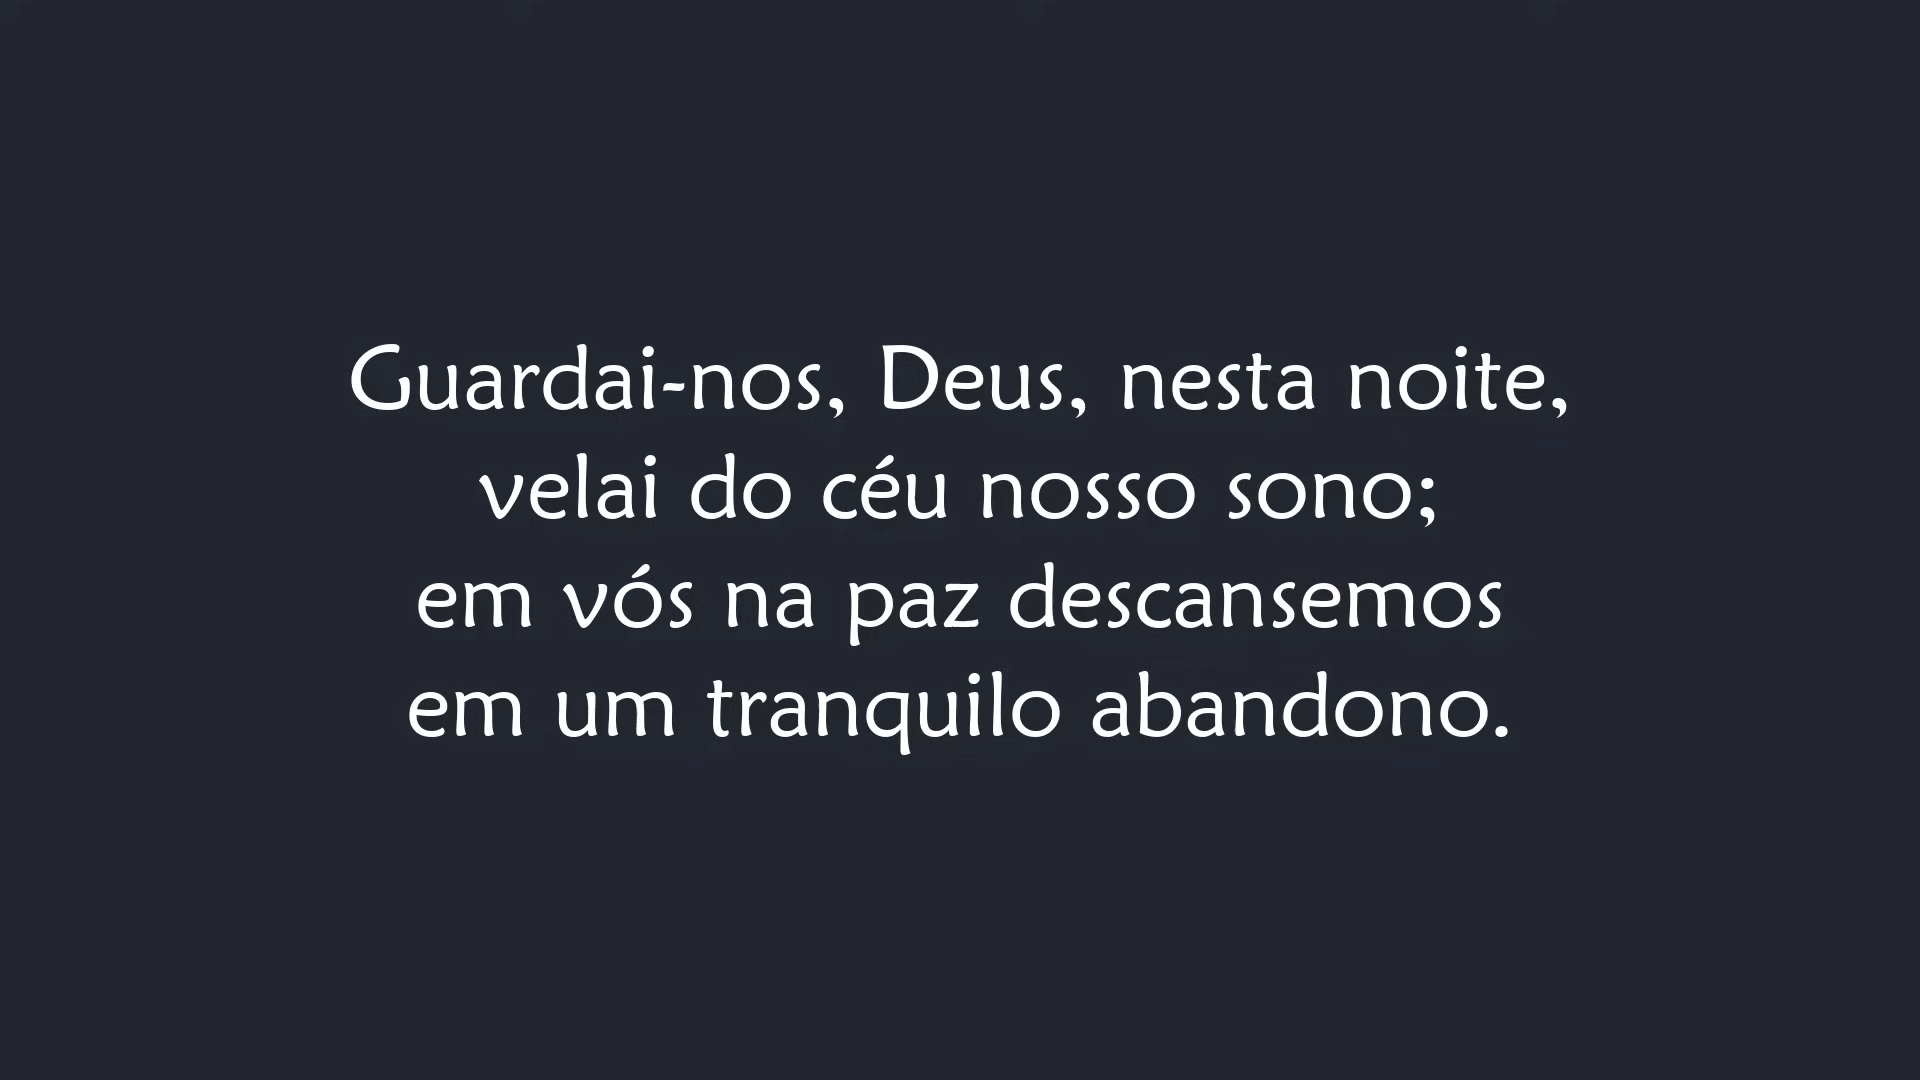 Guardai-nos, Deus, nesta noite,
velai do céu nosso sono;
em vós na paz descansemos
em um tranquilo abandono.